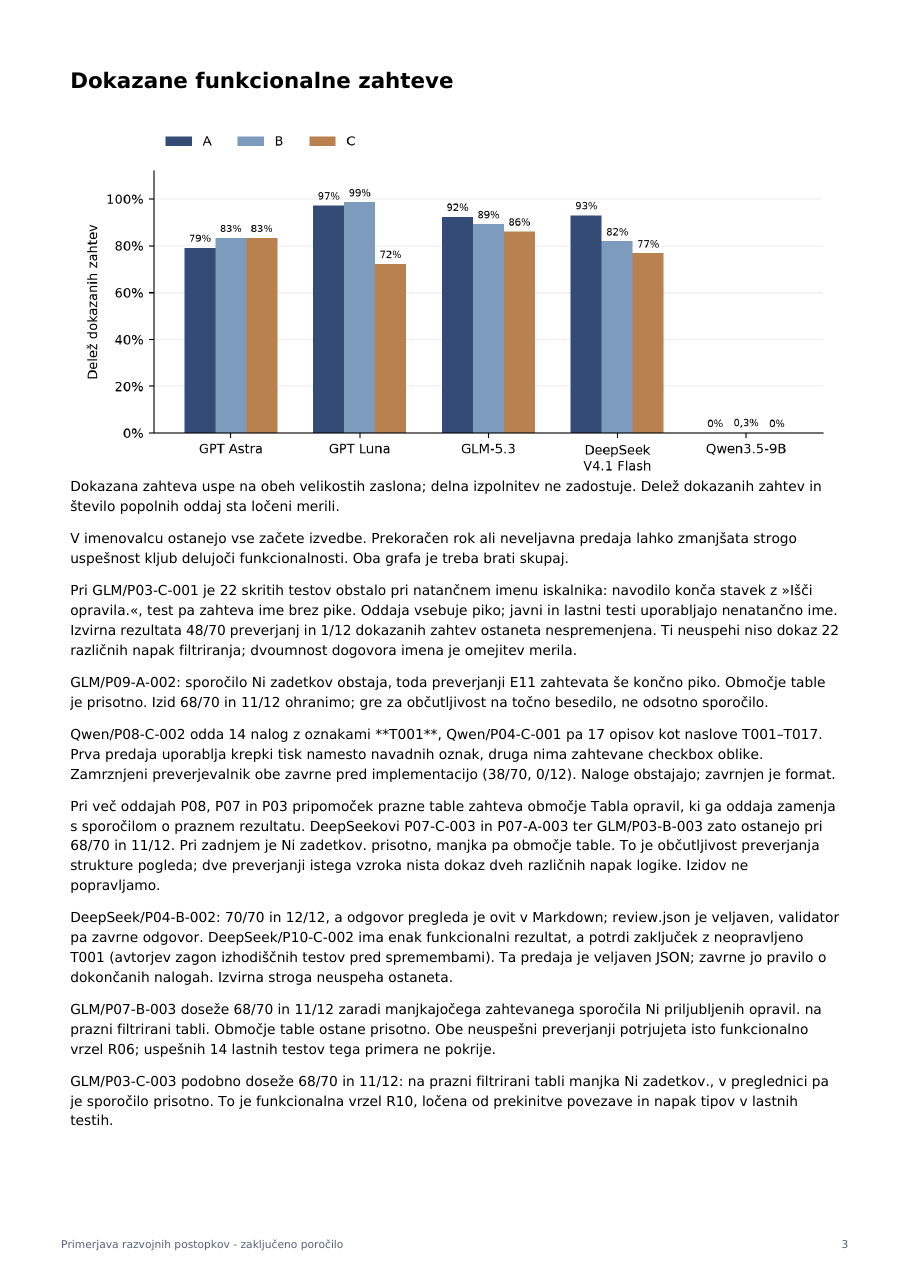 Dokazane funkcionalne zahteve
A B C
Delež dokazanih zahtev
100%
80%
60%
40%
20%
0%
79% 83% 83%
97% 99% 72%
92% 89% 86%
93% 82% 77%
0% 0,3% 0%
GPT Astra
GPT Luna
GLM-5.3
DeepSeek
V4.1 Flash
Qwen3.5-9B
Dokazana zahteva uspe na obeh velikostih zaslona; delna izpolnitev ne zadostuje. Delež dokazanih zahtev in
število popolnih oddaj sta ločeni merili.
V imenovalcu ostanejo vse začete izvedbe. Prekoračen rok ali neveljavna predaja lahko zmanjšata strogo
uspešnost kljub delujoči funkcionalnosti. Oba grafa je treba brati skupaj.
Pri GLM/P03-C-001 je 22 skritih testov obstalo pri natančnem imenu iskalnika: navodilo konča stavek z »Išči
opravila.«, test pa zahteva ime brez pike. Oddaja vsebuje piko; javni in lastni testi uporabljajo nenatančno ime.
Izvirna rezultata 48/70 preverjanj in 1/12 dokazanih zahtev ostaneta nespremenjena. Ti neuspehi niso dokaz 22
različnih napak filtriranja; dvoumnost dogovora imena je omejitev merila.
GLM/P09-A-002: sporočilo Ni zadetkov obstaja, toda preverjanji E11 zahtevata še končno piko. Območje table
je prisotno. Izid 68/70 in 11/12 ohranimo; gre za občutljivost na točno besedilo, ne odsotno sporočilo.
Qwen/P08-C-002 odda 14 nalog z oznakami **T001**, Qwen/P04-C-001 pa 17 opisov kot naslove T001–T017.
Prva predaja uporablja krepki tisk namesto navadnih oznak, druga nima zahtevane checkbox oblike.
Zamrznjeni preverjevalnik obe zavrne pred implementacijo (38/70, 0/12). Naloge obstajajo; zavrnjen je format.
Pri več oddajah P08, P07 in P03 pripomoček prazne table zahteva območje Tabla opravil, ki ga oddaja zamenja
s sporočilom o praznem rezultatu. DeepSeekovi P07-C-003 in P07-A-003 ter GLM/P03-B-003 zato ostanejo pri
68/70 in 11/12. Pri zadnjem je Ni zadetkov. prisotno, manjka pa območje table. To je občutljivost preverjanja
strukture pogleda; dve preverjanji istega vzroka nista dokaz dveh različnih napak logike. Izidov ne
popravljamo.
DeepSeek/P04-B-002: 70/70 in 12/12, a odgovor pregleda je ovit v Markdown; review.json je veljaven, validator
pa zavrne odgovor. DeepSeek/P10-C-002 ima enak funkcionalni rezultat, a potrdi zaključek z neopravljeno
T001 (avtorjev zagon izhodiščnih testov pred spremembami). Ta predaja je veljaven JSON; zavrne jo pravilo o
dokončanih nalogah. Izvirna stroga neuspeha ostaneta.
GLM/P07-B-003 doseže 68/70 in 11/12 zaradi manjkajočega zahtevanega sporočila Ni priljubljenih opravil. na
prazni filtrirani tabli. Območje table ostane prisotno. Obe neuspešni preverjanji potrjujeta isto funkcionalno
vrzel R06; uspešnih 14 lastnih testov tega primera ne pokrije.
GLM/P03-C-003 podobno doseže 68/70 in 11/12: na prazni filtrirani tabli manjka Ni zadetkov., v preglednici pa
je sporočilo prisotno. To je funkcionalna vrzel R10, ločena od prekinitve povezave in napak tipov v lastnih
testih.
Primerjava razvojnih postopkov - zaključeno poročilo 3